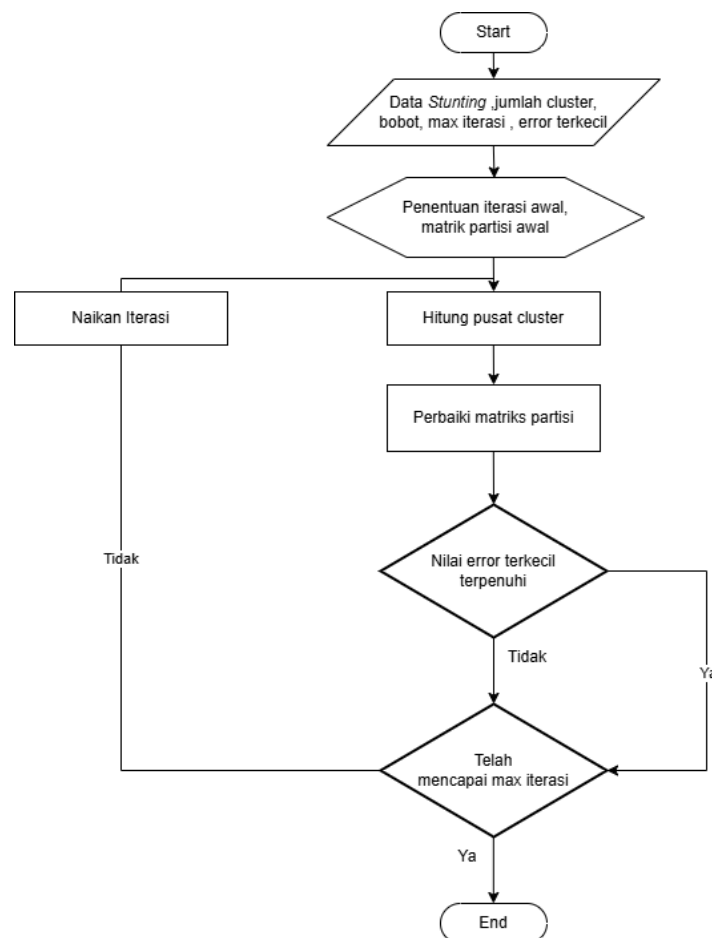 Start
Data Stunting ,jumlah cluster,
bobot, max iterasi , error terkecil
Penentuan iterasi awal,
matrik partisi awal
Naikan Iterasi
Hitung pusat cluster
Perbaiki matriks partisi
Nilai error terkecil
terpenuhi
Tidak
Tidak
Ya
Telah
mencapai max iterasi
Ya
End